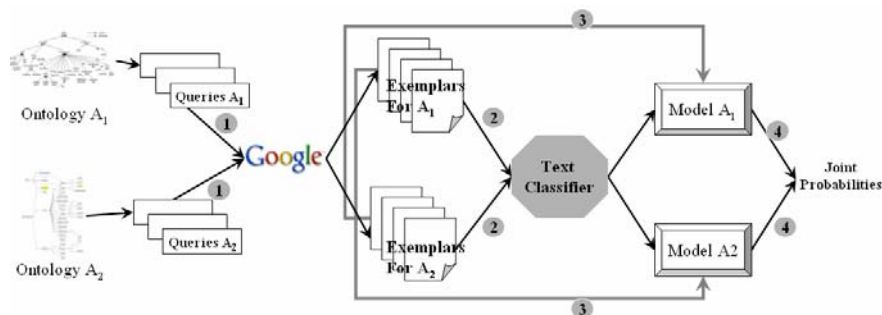 3
Ontology A1
Queries A1
1
Google
1
Queries A2
Ontology A2
Exemplars
For A1
2
Text
Classifier
2
Exemplars
For A2
Model A1
4
Joint
Probabilities
4
Model A2
3